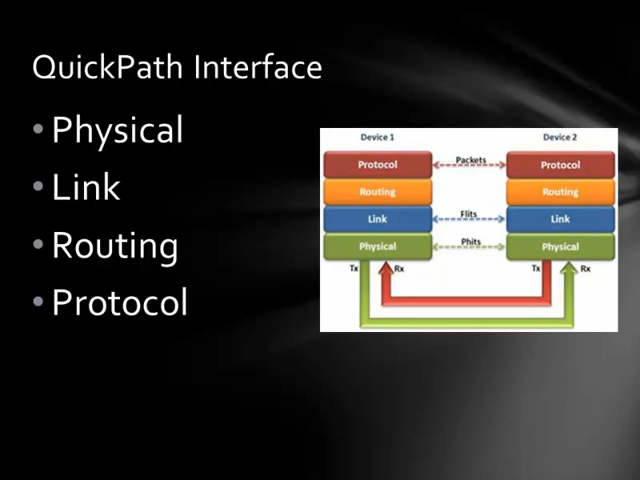 QuickPath Interface
• Physical
• Link
• Routing
• Protocol
Device 1 Device 2
Protocol Packets Protocol
Routing Routing
Link Flits Link
Physical Phits Physical
Tx Rx Tx Rx